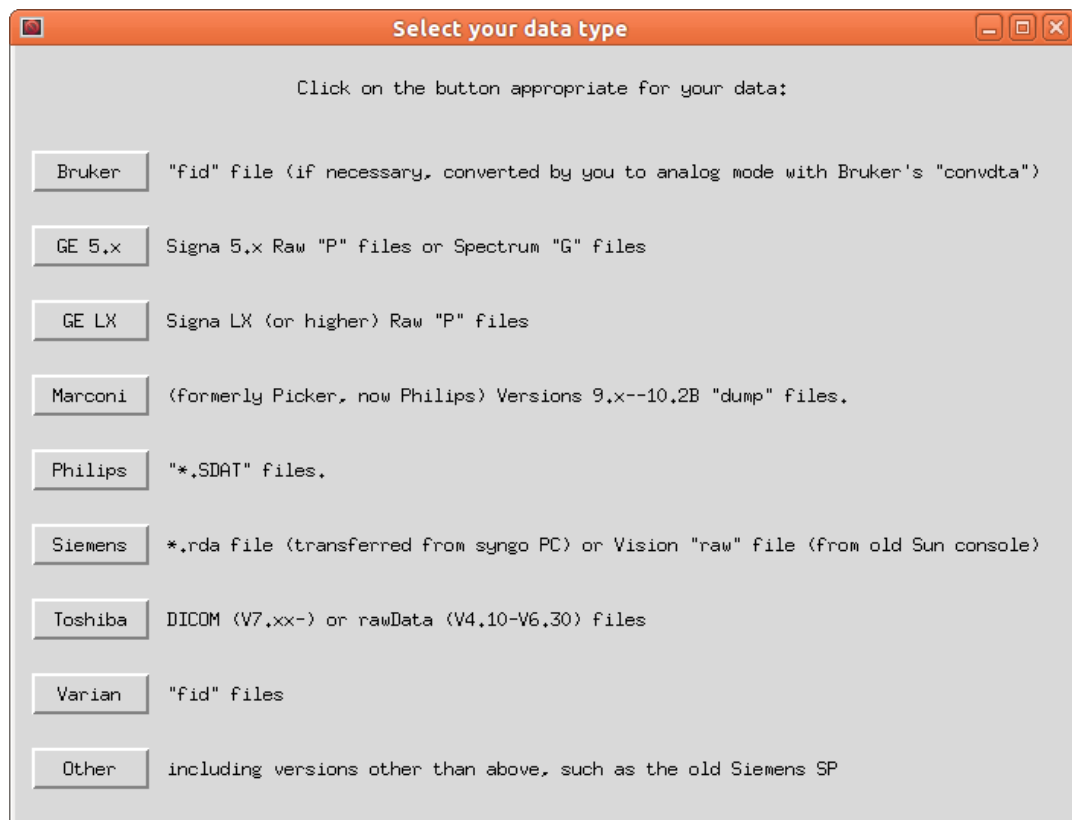 Select your data type
Click on the button appropriate for your data:
Bruker "fid" file (if necessary, converted by you to analog mode with Bruker's "convdta")
GE 5.x Signa 5.x Raw "P" files or Spectrum "G" files
GE LX Signa LX (or higher) Raw "P" files
Marconi (formerly Picker, now Philips) Versions 9.x--10.2B "dump" files.
Philips "*.SDAT" files.
Siemens *.rda file (transferred from syngo PC) or Vision "raw" file (from old Sun console)
Toshiba DICOM (V7.xx-) or rawData (V4.10-V6.30) files
Varian "fid" files
Other including versions other than above, such as the old Siemens SP